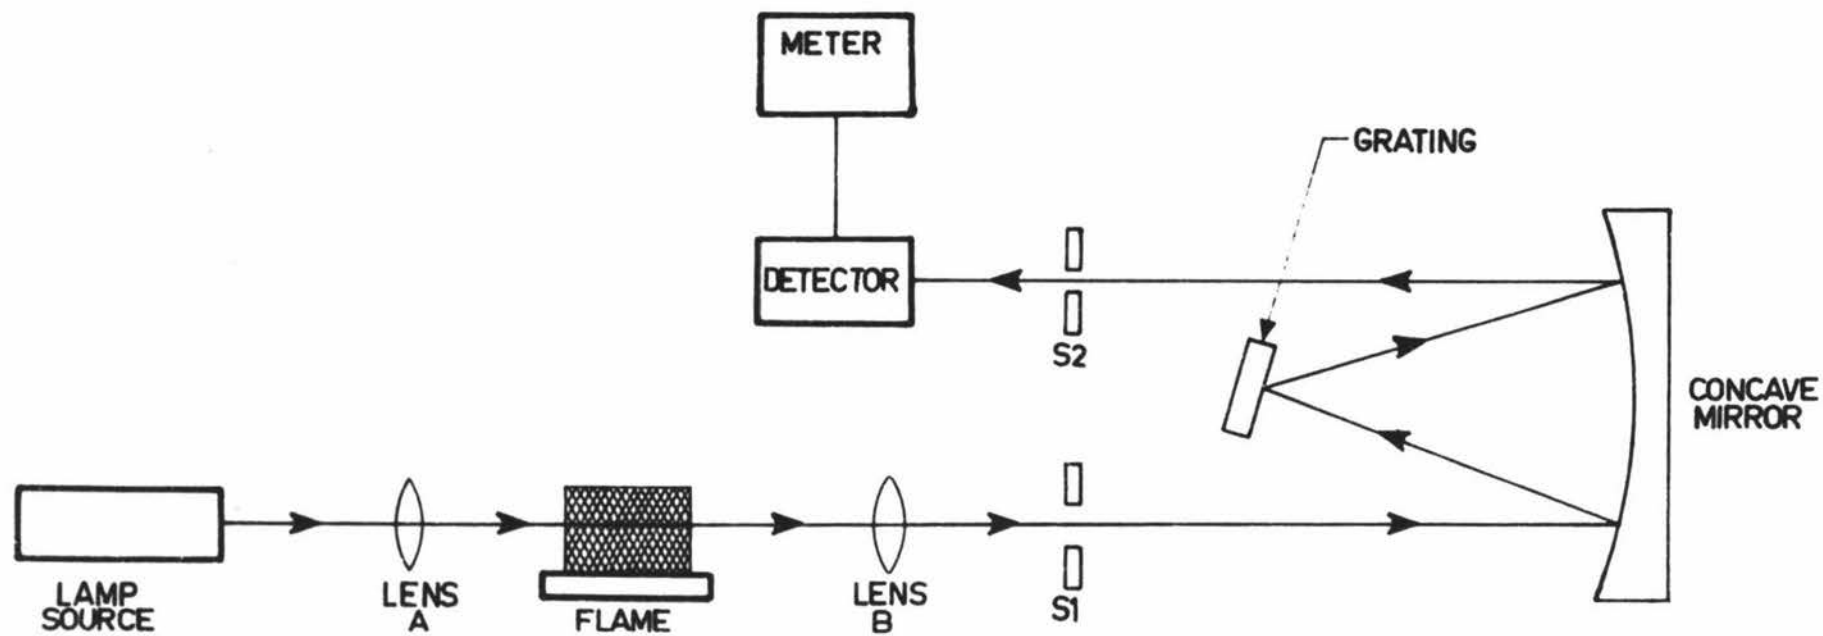 METER
GRATING
DETECTOR
S2
CONCAVE
MIRROR
LAMP
SOURCE
LENS
A
FLAME
LENS
B
S1